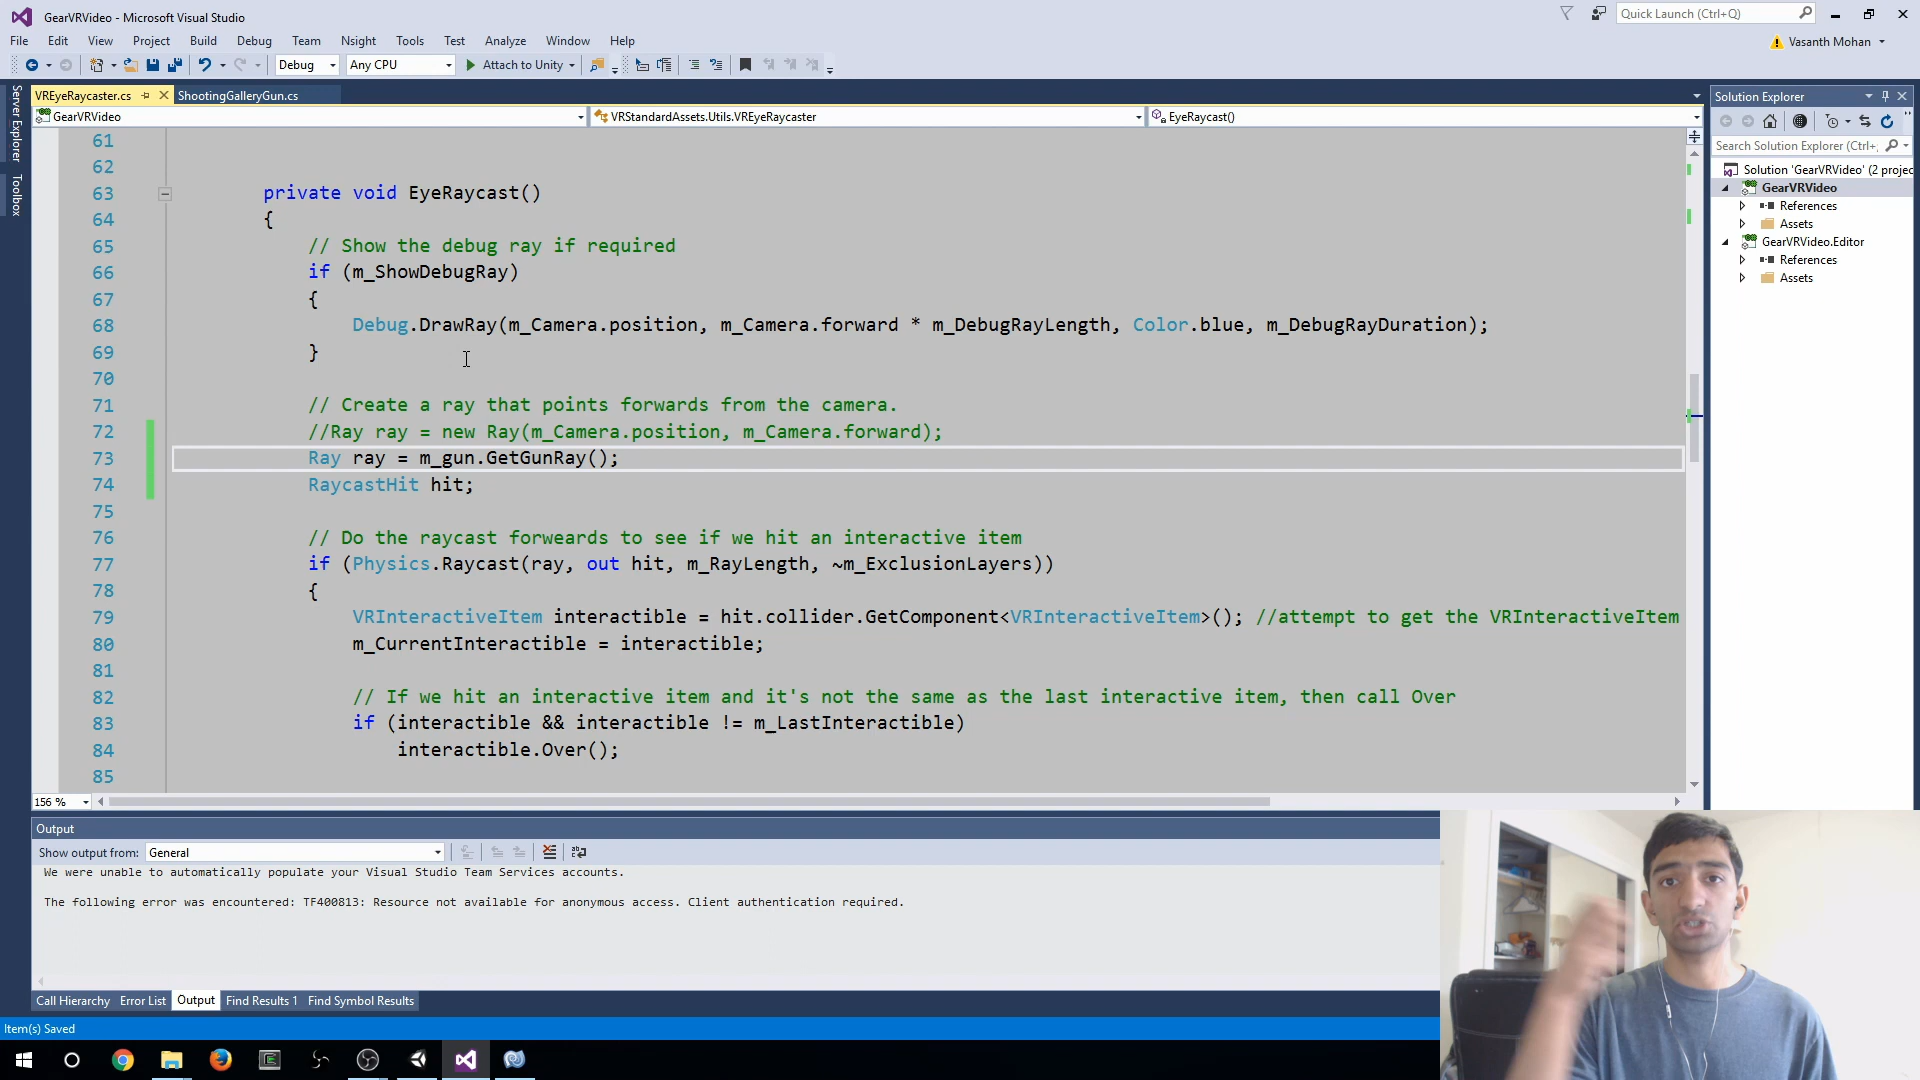 GearVRVideo - Microsoft Visual Studio
Quick Launch (Ctrl+Q)
File Edit View Project Build Debug Team Nsight Tools Test Analyze Window Help
Vasanth Mohan
Debug Any CPU Attach to Unity
Server Explorer
Toolbox
VREyeRaycaster.cs ShootingGalleryGun.cs
GearVRVideo VRStandardAssets.Utils.VREyeRaycaster EyeRaycast()
61
62
63 private void EyeRaycast()
64 {
65 // Show the debug ray if required
66 if (m_ShowDebugRay)
67 {
68 Debug.DrawRay(m_Camera.position, m_Camera.forward * m_DebugRayLength, Color.blue, m_DebugRayDuration);
69 }
70
71 // Create a ray that points forwards from the camera.
72 //Ray ray = new Ray(m_Camera.position, m_Camera.forward);
73 Ray ray = m_gun.GetGunRay();
74 RaycastHit hit;
75
76 // Do the raycast forweards to see if we hit an interactive item
77 if (Physics.Raycast(ray, out hit, m_RayLength, ~m_ExclusionLayers))
78 {
79 VRInteractiveItem interactible = hit.collider.GetComponent<VRInteractiveItem>(); //attempt to get the VRInteractiveItem
80 m_CurrentInteractible = interactible;
81
82 // If we hit an interactive item and it's not the same as the last interactive item, then call Over
83 if (interactible && interactible != m_LastInteractible)
84 interactible.Over();
85
156 %
Solution Explorer
Search Solution Explorer (Ctrl+;
Solution 'GearVRVideo' (2 projec
GearVRVideo
References
Assets
GearVRVideo.Editor
References
Assets
Output
Show output from: General
We were unable to automatically populate your Visual Studio Team Services accounts.
The following error was encountered: TF400813: Resource not available for anonymous access. Client authentication required.
Call Hierarchy Error List Output Find Results 1 Find Symbol Results
Item(s) Saved